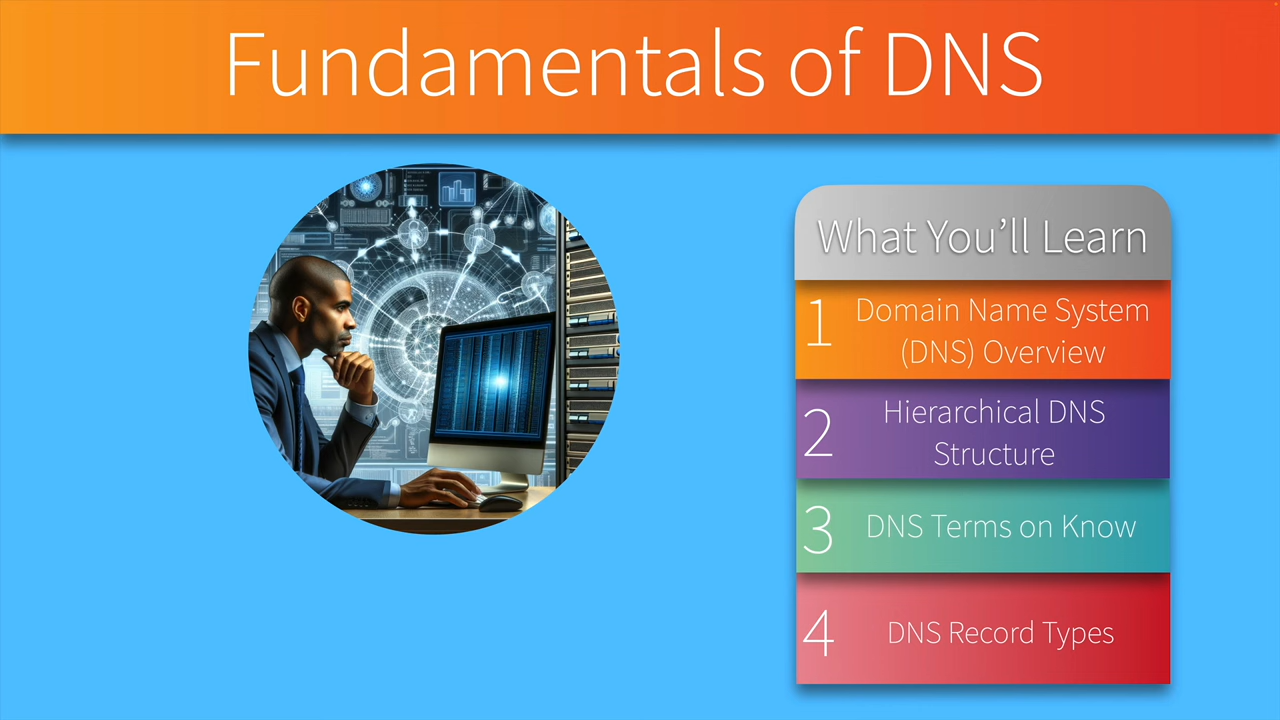 Fundamentals of DNS
What You'll Learn
1
Domain Name System
(DNS) Overview
2
Hierarchical DNS
Structure
3
DNS Terms on Know
4
DNS Record Types